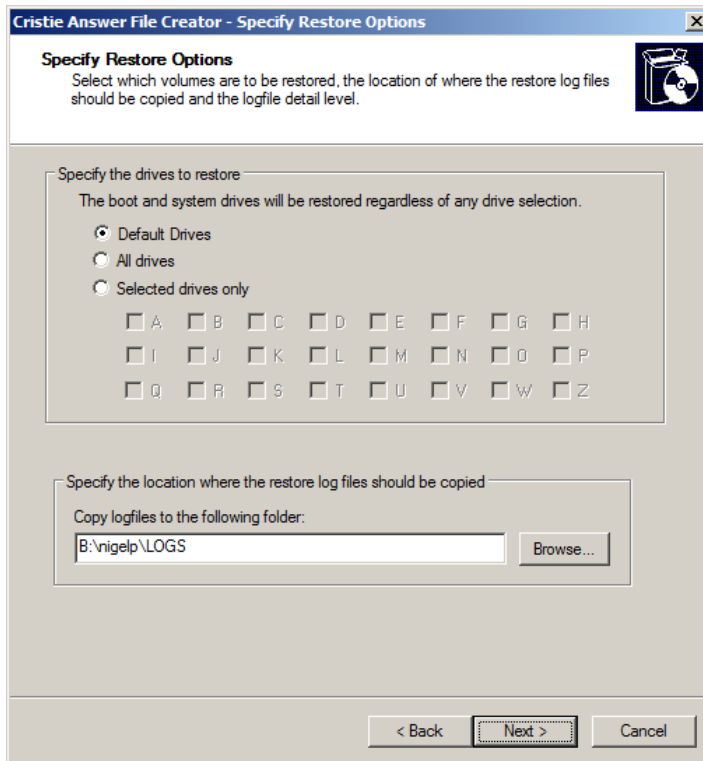 Cristie Answer File Creator - Specify Restore Options
Specify Restore Options
Select which volumes are to be restored, the location of where the restore log files
should be copied and the logfile detail level.
Specify the drives to restore
The boot and system drives will be restored regardless of any drive selection.
Default Drives
All drives
Selected drives only
A B C D E F G H
I J K L M N O P
Q R S T U V W Z
Specify the location where the restore log files should be copied
Copy logfiles to the following folder:
B:\nigelp\LOGS
Browse...
< Back Next > Cancel